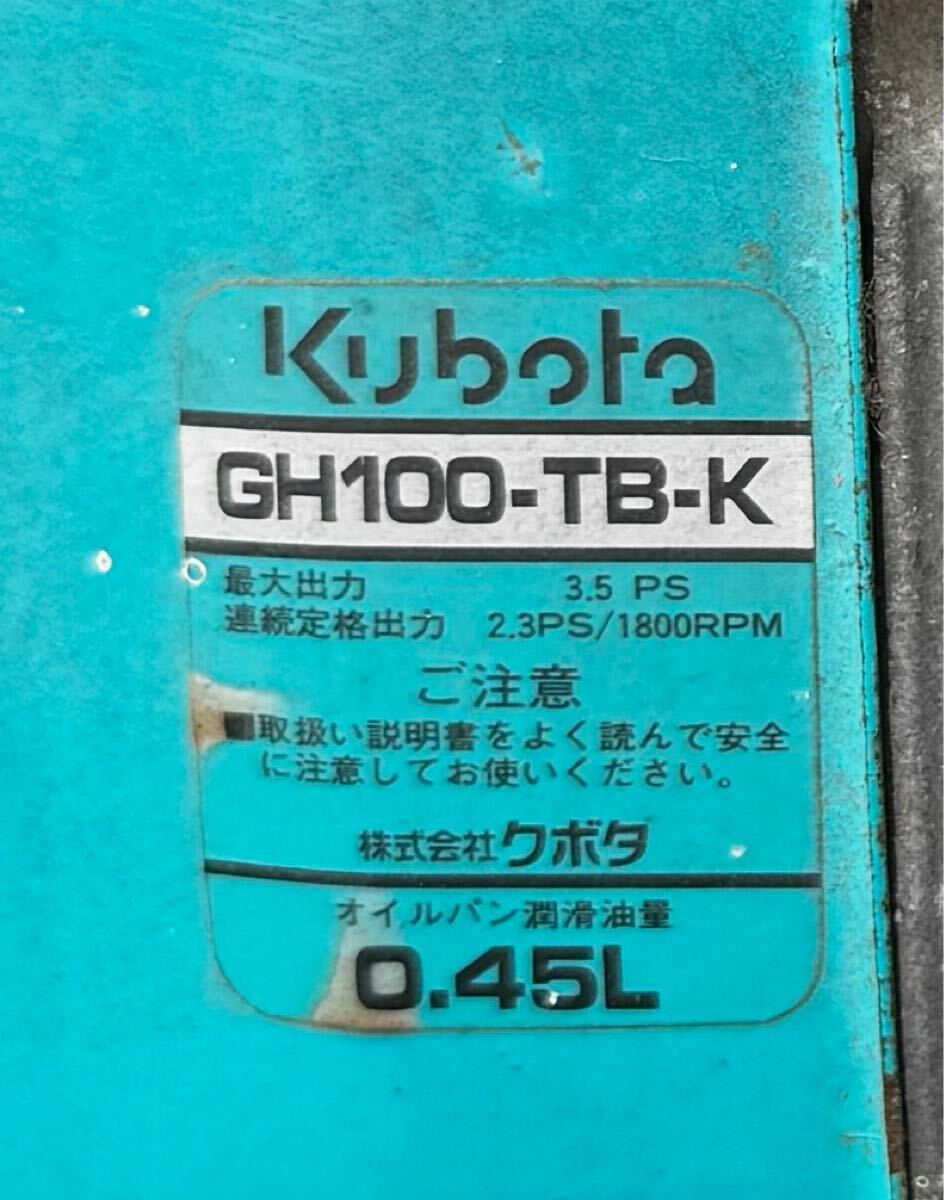 Kubota
GH100-TB-K
最大出力 3.5 PS
連続定格出力 2.3PS/1800RPM
ご注意
■取扱い説明書をよく読んで安全
に注意してお使いください。
株式会社クボタ
オイルパン潤滑油量
0.45L